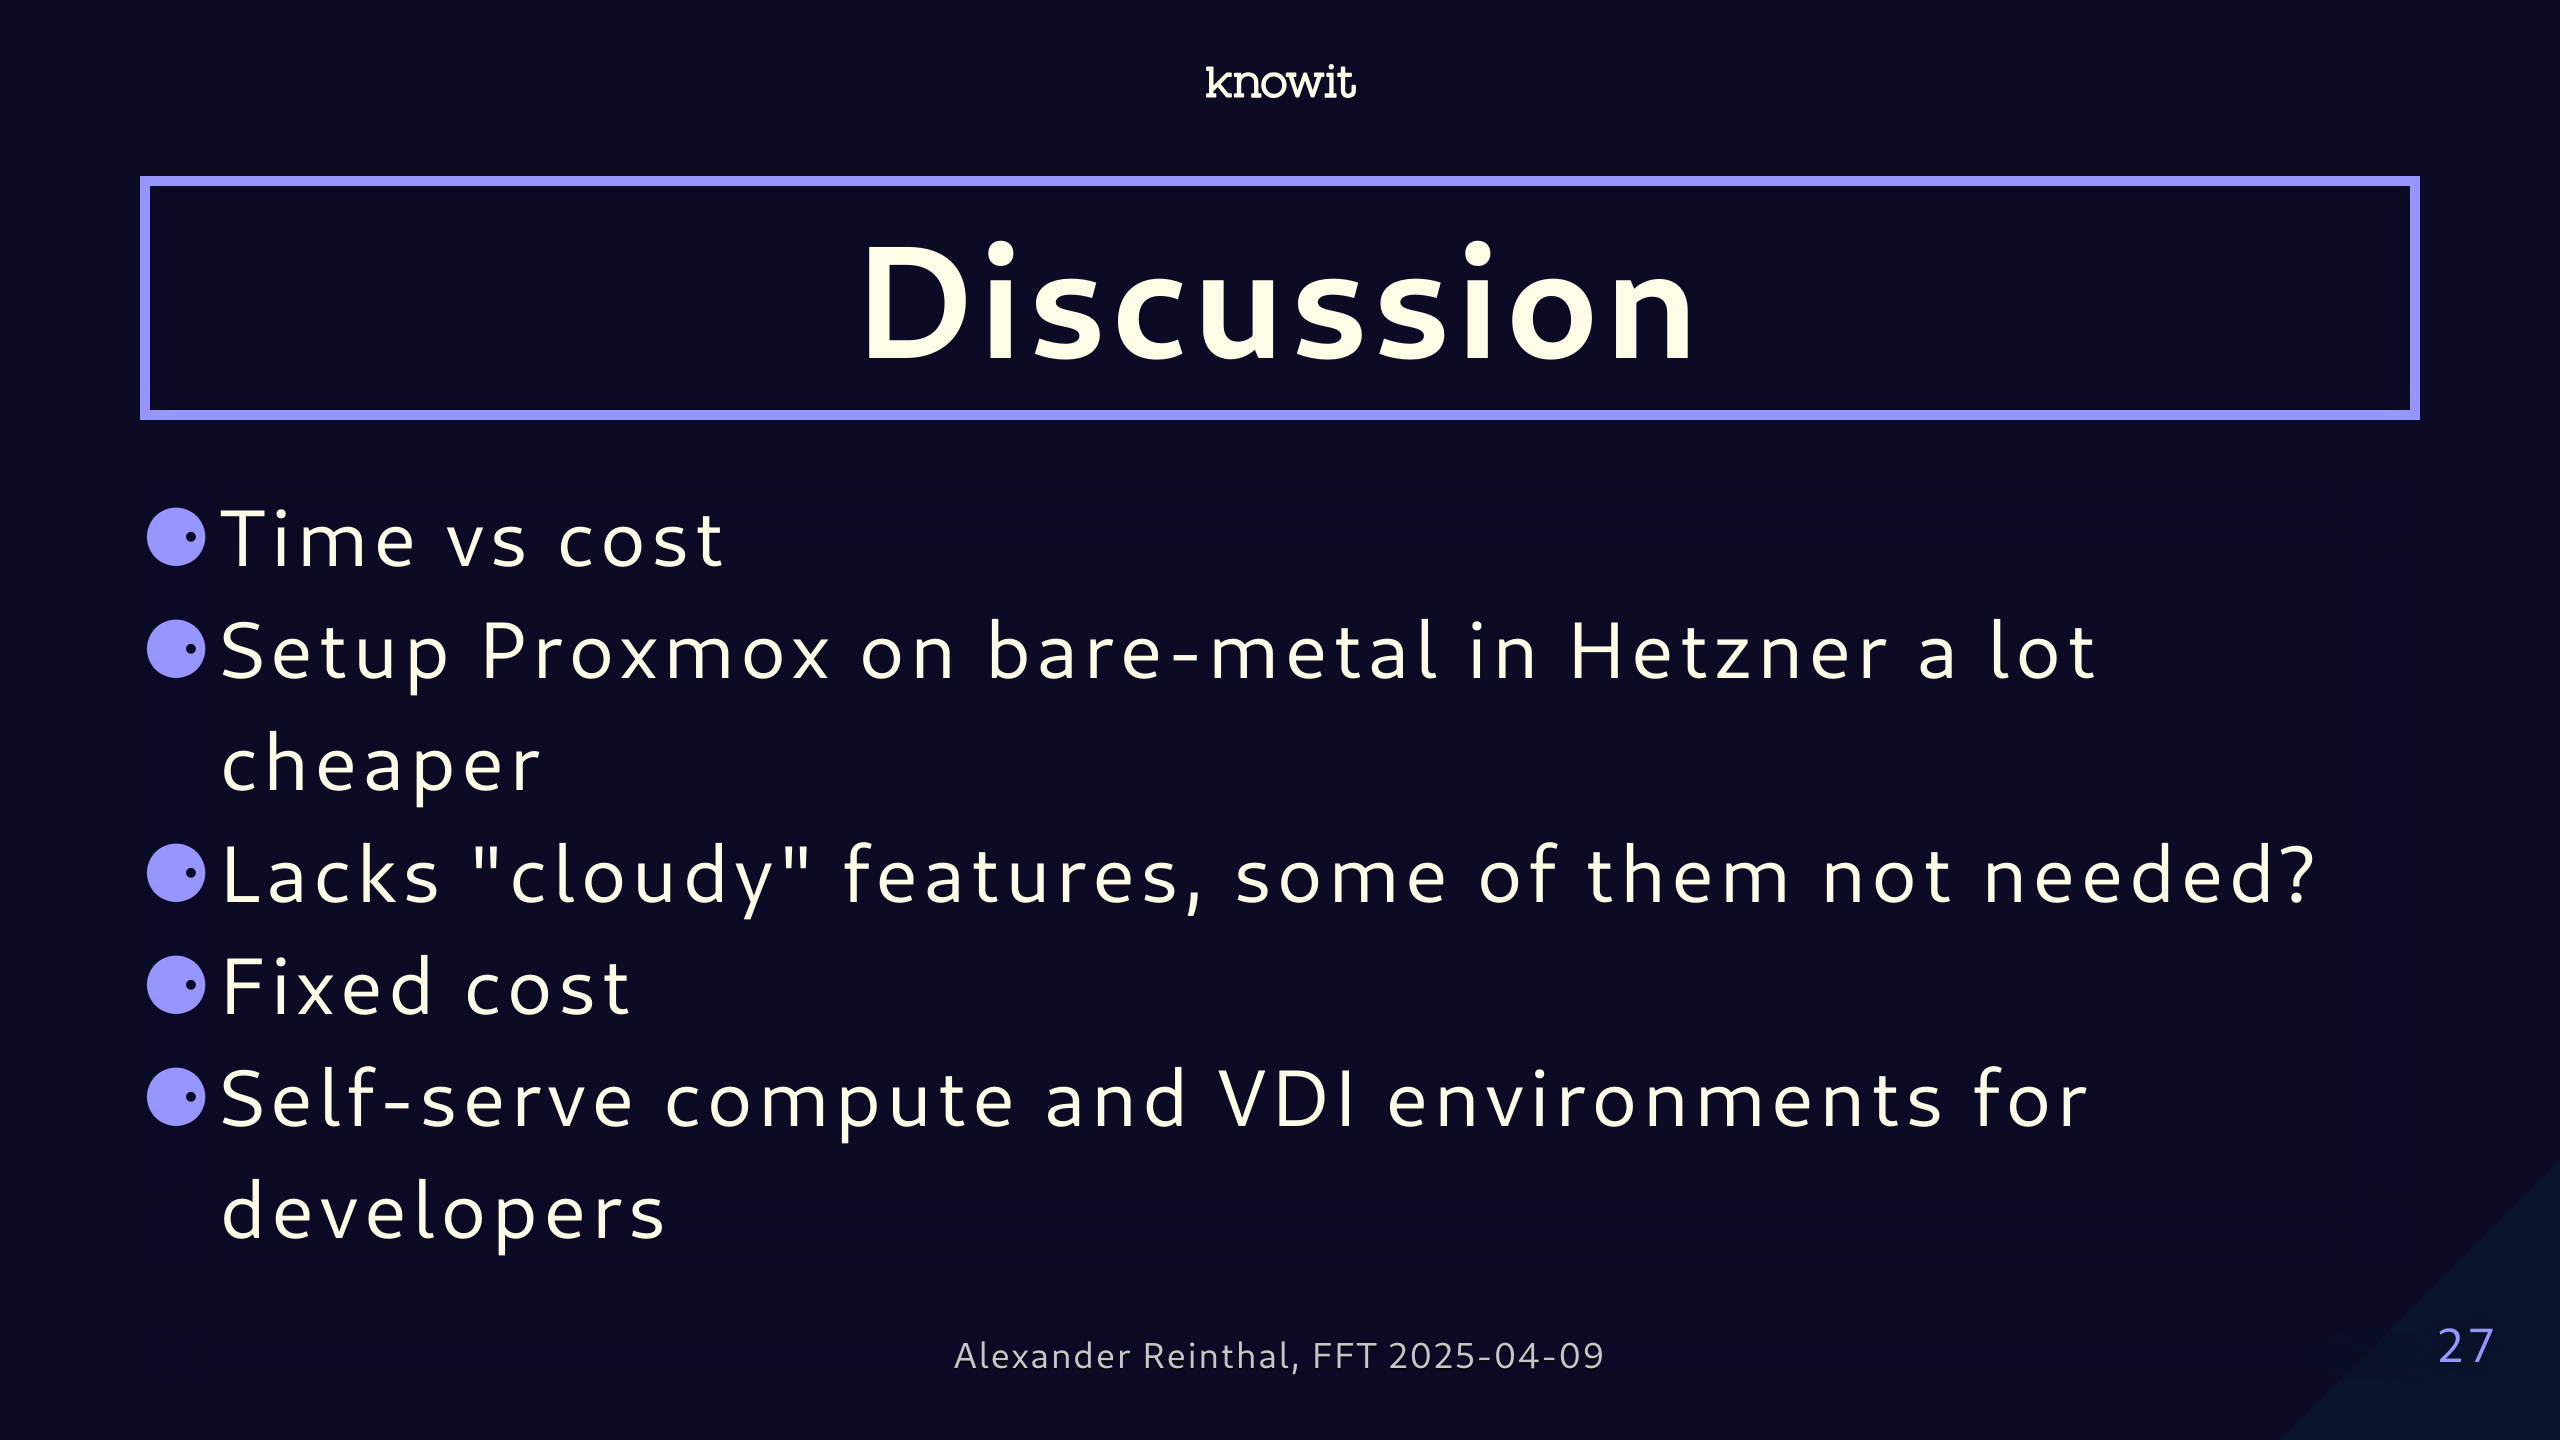 knowit
Discussion
Time vs cost
Setup Proxmox on bare-metal in Hetzner a lot
cheaper
Lacks "cloudy" features, some of them not needed?
Fixed cost
Self-serve compute and VDI environments for
developers
Alexander Reinthal, FFT 2025-04-09
27